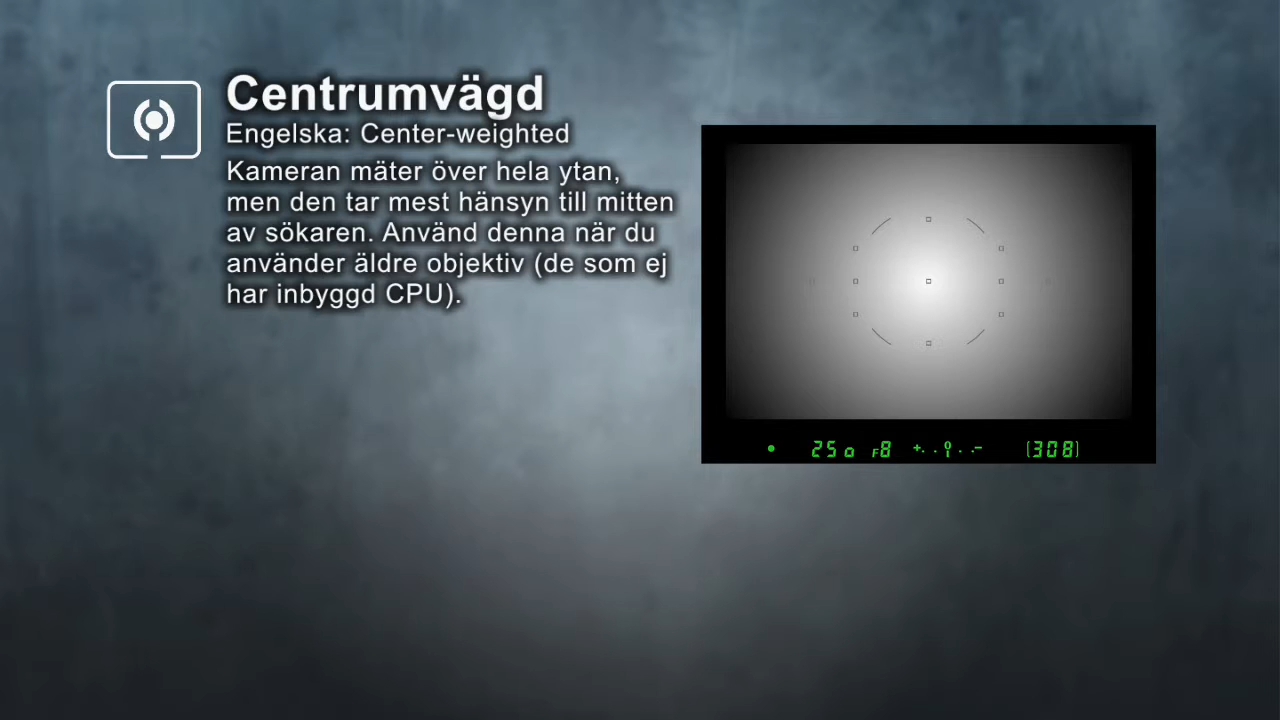 Centrumvägd
Engelska: Center-weighted
Kameran mäter över hela ytan,
men den tar mest hänsyn till mitten
av sökaren. Använd denna när du
använder äldre objektiv (de som ej
har inbyggd CPU).
250 F8 +..0..- (308)